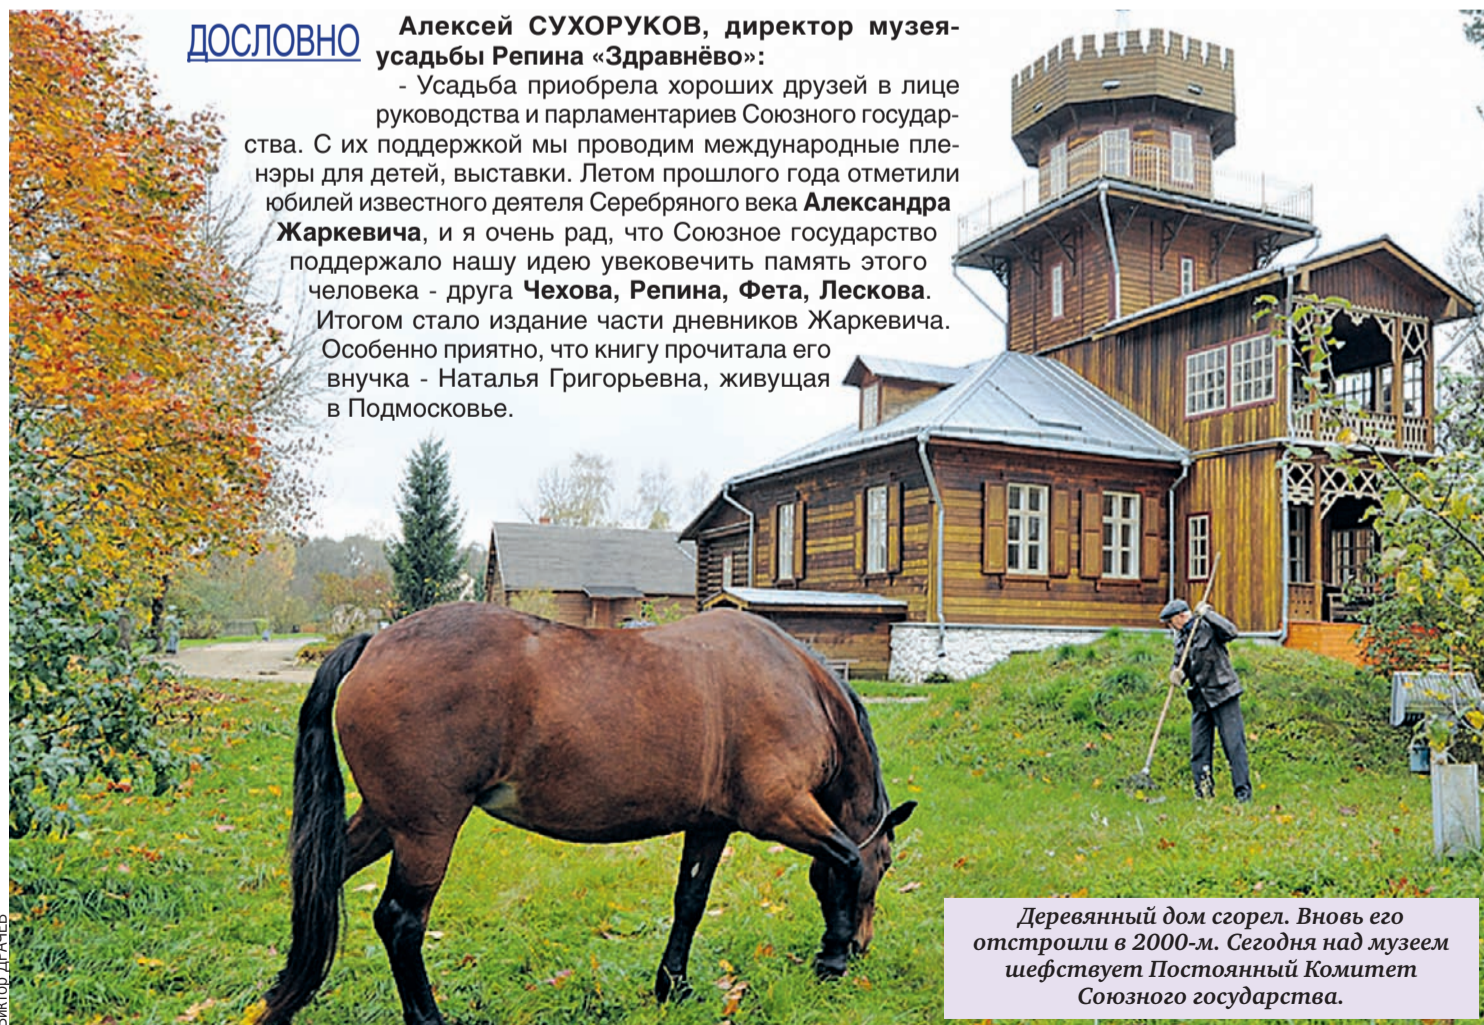 ДОСЛОВНО
Алексей СУХОРУКОВ, директор музея-
усадьбы Репина «Здравнёво»:
- Усадьба приобрела хороших друзей в лице
руководства и парламентариев Союзного государ-
ства. С их поддержкой мы проводим международные пле-
нэры для детей, выставки. Летом прошлого года отметили
юбилей известного деятеля Серебряного века Александра
Жаркевича, и я очень рад, что Союзное государство
поддержало нашу идею увековечить память этого
человека - друга Чехова, Репина, Фета, Лескова.
Итогом стало издание части дневников Жаркевича.
Особенно приятно, что книгу прочитала его
внучка - Наталья Григорьевна, живущая
в Подмосковье.
Деревянный дом сгорел. Вновь его
отстроили в 2000-м. Сегодня над музеем
шефствует Постоянный Комитет
Союзного государства.